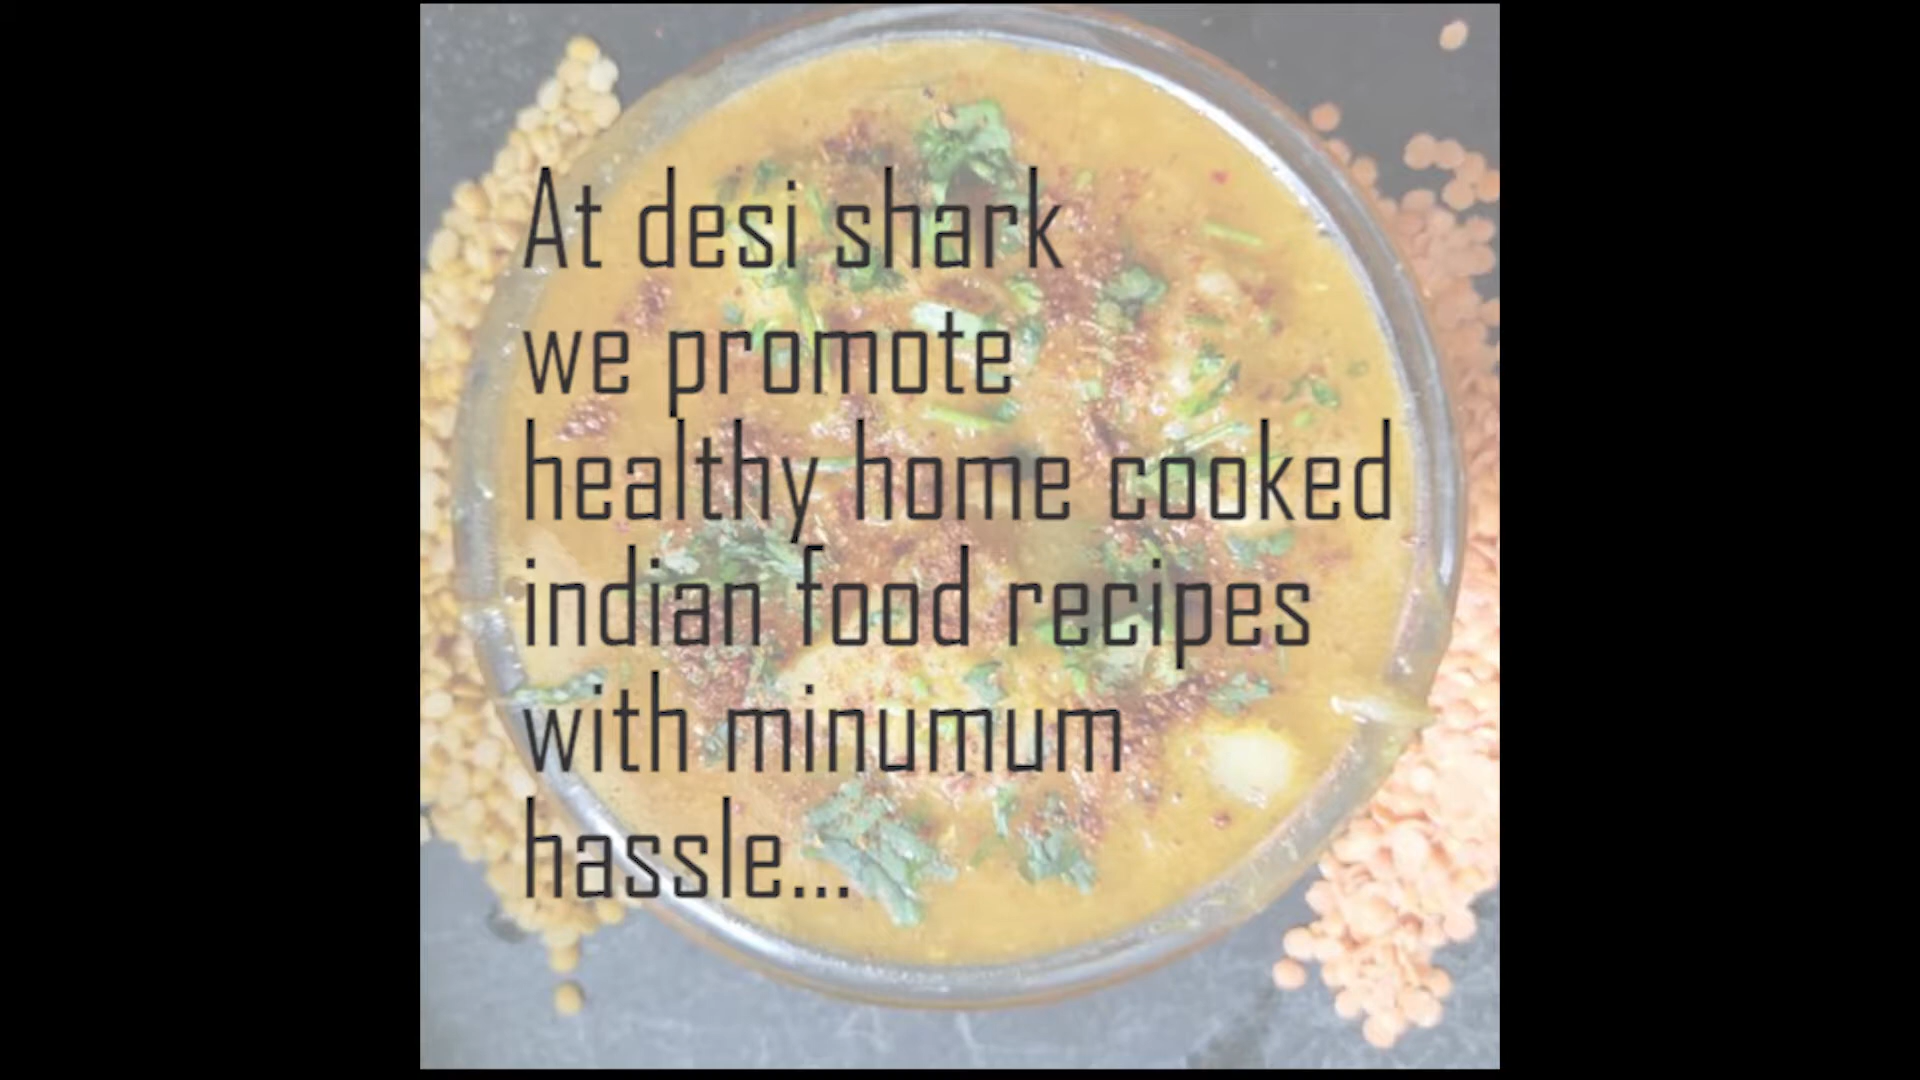 At desi shark
we promote
healthy home cooked
indian food recipes
with minumum
hassle...